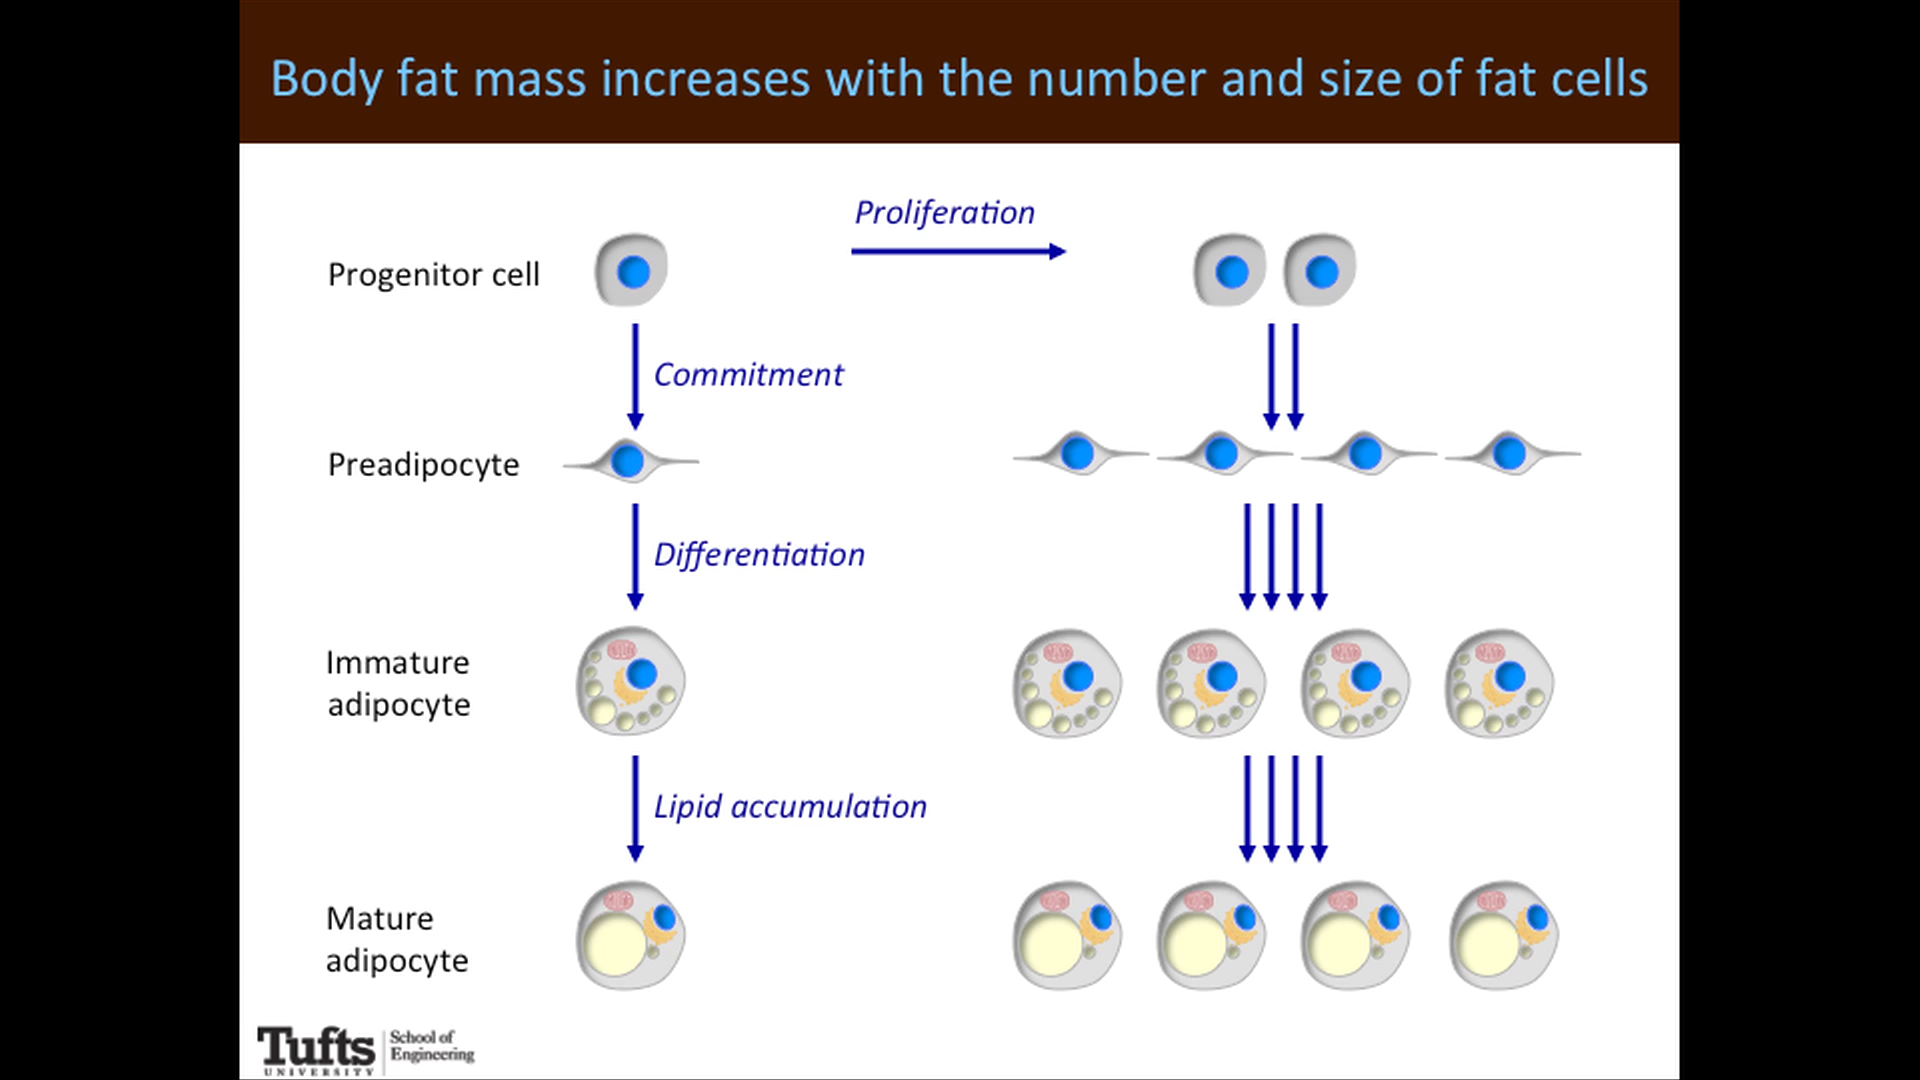 Body fat mass increases with the number and size of fat cells
Proliferation
Progenitor cell
Commitment
Preadipocyte
Differentiation
Immature
adipocyte
Lipid accumulation
Mature
adipocyte
Tufts
UNIVERSITY
School of
Engineering